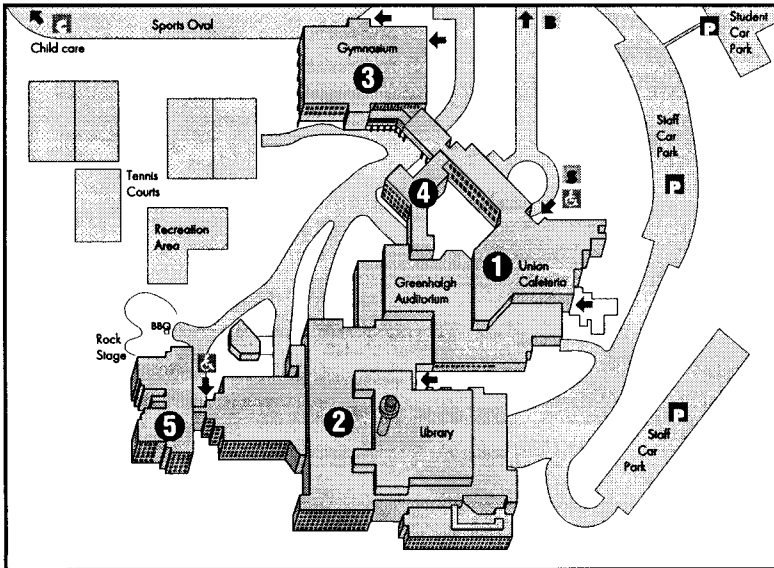 Sports Oval
Child care
Gymnasium
3
B
P
Student
Car
Park
Staff
Car
Park
P
Tennis
Courts
4
S
Recreation
Area
Greenhalgh
Auditorium
1
Union
Cafeteria
BBQ
Rock
Stage
5
2
Library
P
Staff
Car
Park